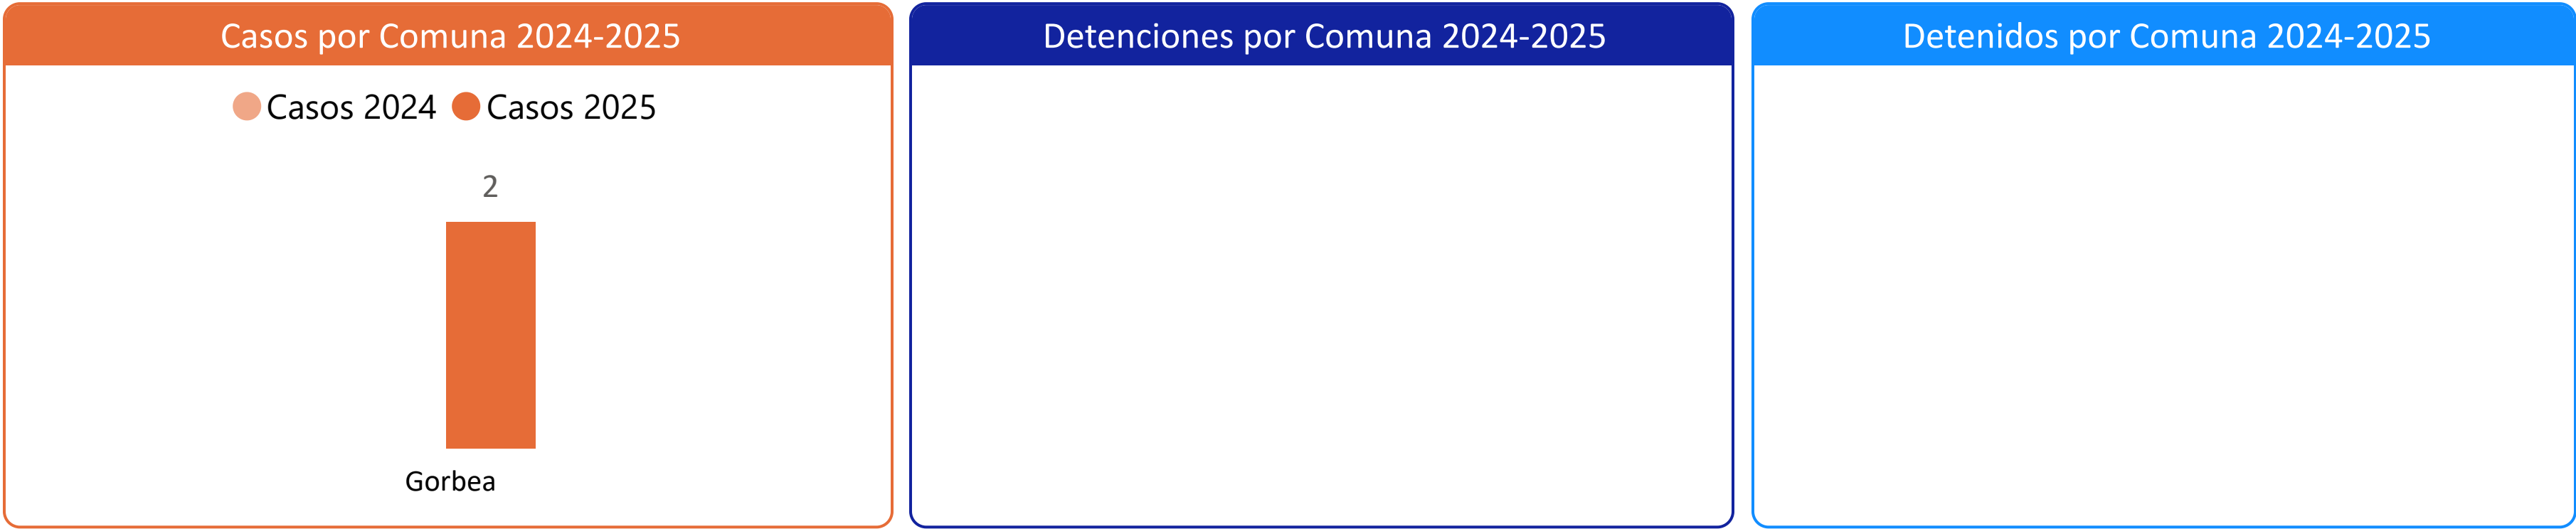 Casos por Comuna 2024-2025
Casos 2024 Casos 2025
2
Gorbea
Detenciones por Comuna 2024-2025
Detenidos por Comuna 2024-2025